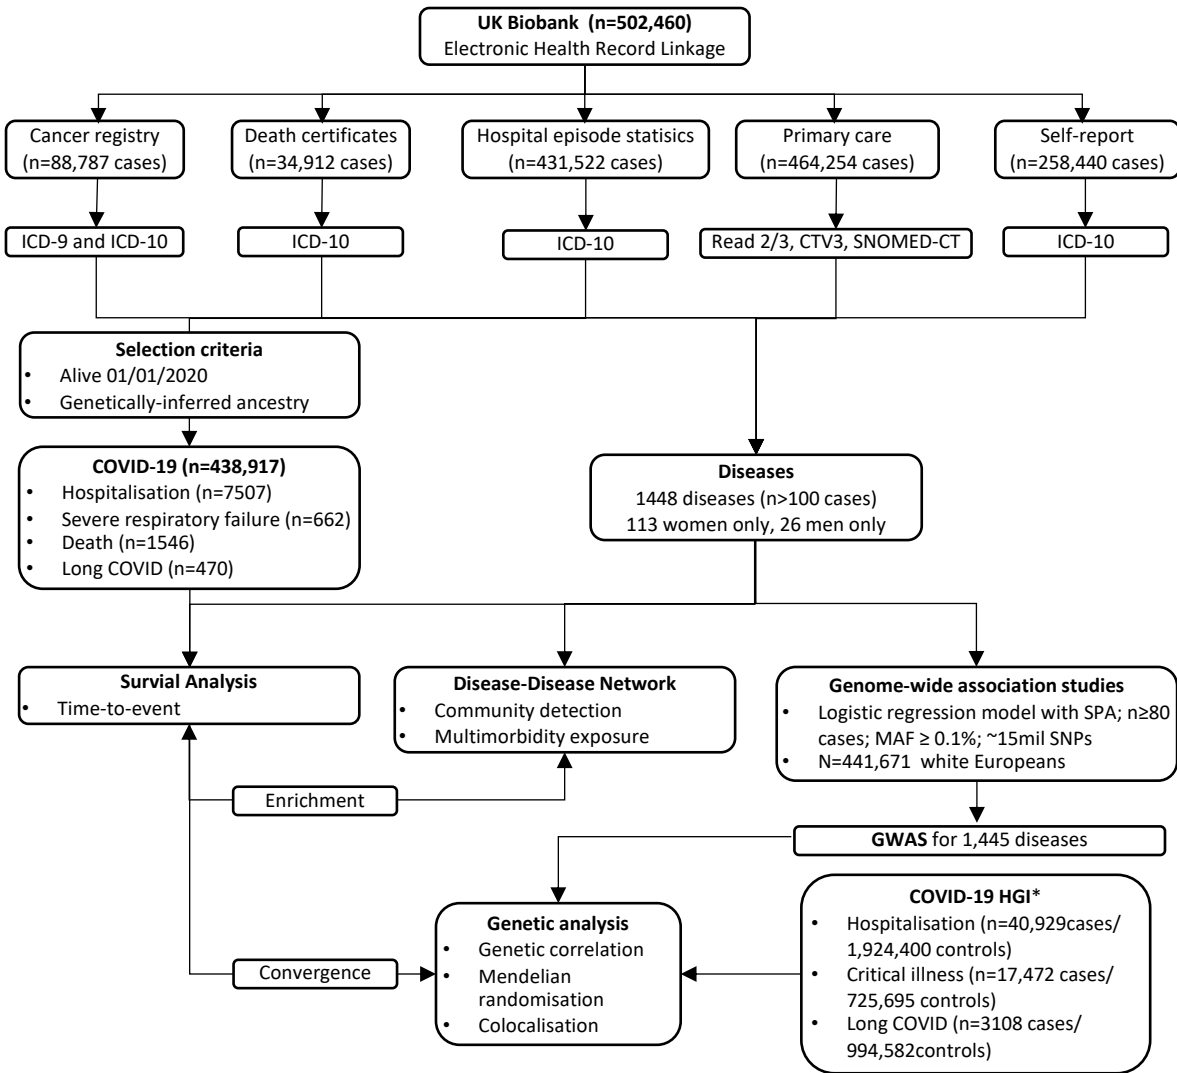 UK Biobank (n=502,460)
Electronic Health Record Linkage
Cancer registry
(n=88,787 cases)
Death certificates
(n=34,912 cases)
Hospital episode statisics
(n=431,522 cases)
Primary care
(n=464,254 cases)
Self-report
(n=258,440 cases)
ICD-9 and ICD-10
ICD-10
ICD-10
Read 2/3, CTV3, SNOMED-CT
ICD-10
Selection criteria
• Alive 01/01/2020
• Genetically-inferred ancestry
COVID-19 (n=438,917)
• Hospitalisation (n=7507)
• Severe respiratory failure (n=662)
• Death (n=1546)
• Long COVID (n=470)
Diseases
1448 diseases (n>100 cases)
113 women only, 26 men only
Survial Analysis
• Time-to-event
Disease-Disease Network
• Community detection
• Multimorbidity exposure
Genome-wide association studies
• Logistic regression model with SPA; n≥80
cases; MAF ≥ 0.1%; ~15mil SNPs
• N=441,671 white Europeans
Enrichment
GWAS for 1,445 diseases
Genetic analysis
• Genetic correlation
• Mendelian
randomisation
• Colocalisation
Convergence
COVID-19 HGI*
• Hospitalisation (n=40,929cases/
1,924,400 controls)
• Critical illness (n=17,472 cases/
725,695 controls)
• Long COVID (n=3108 cases/
994,582controls)